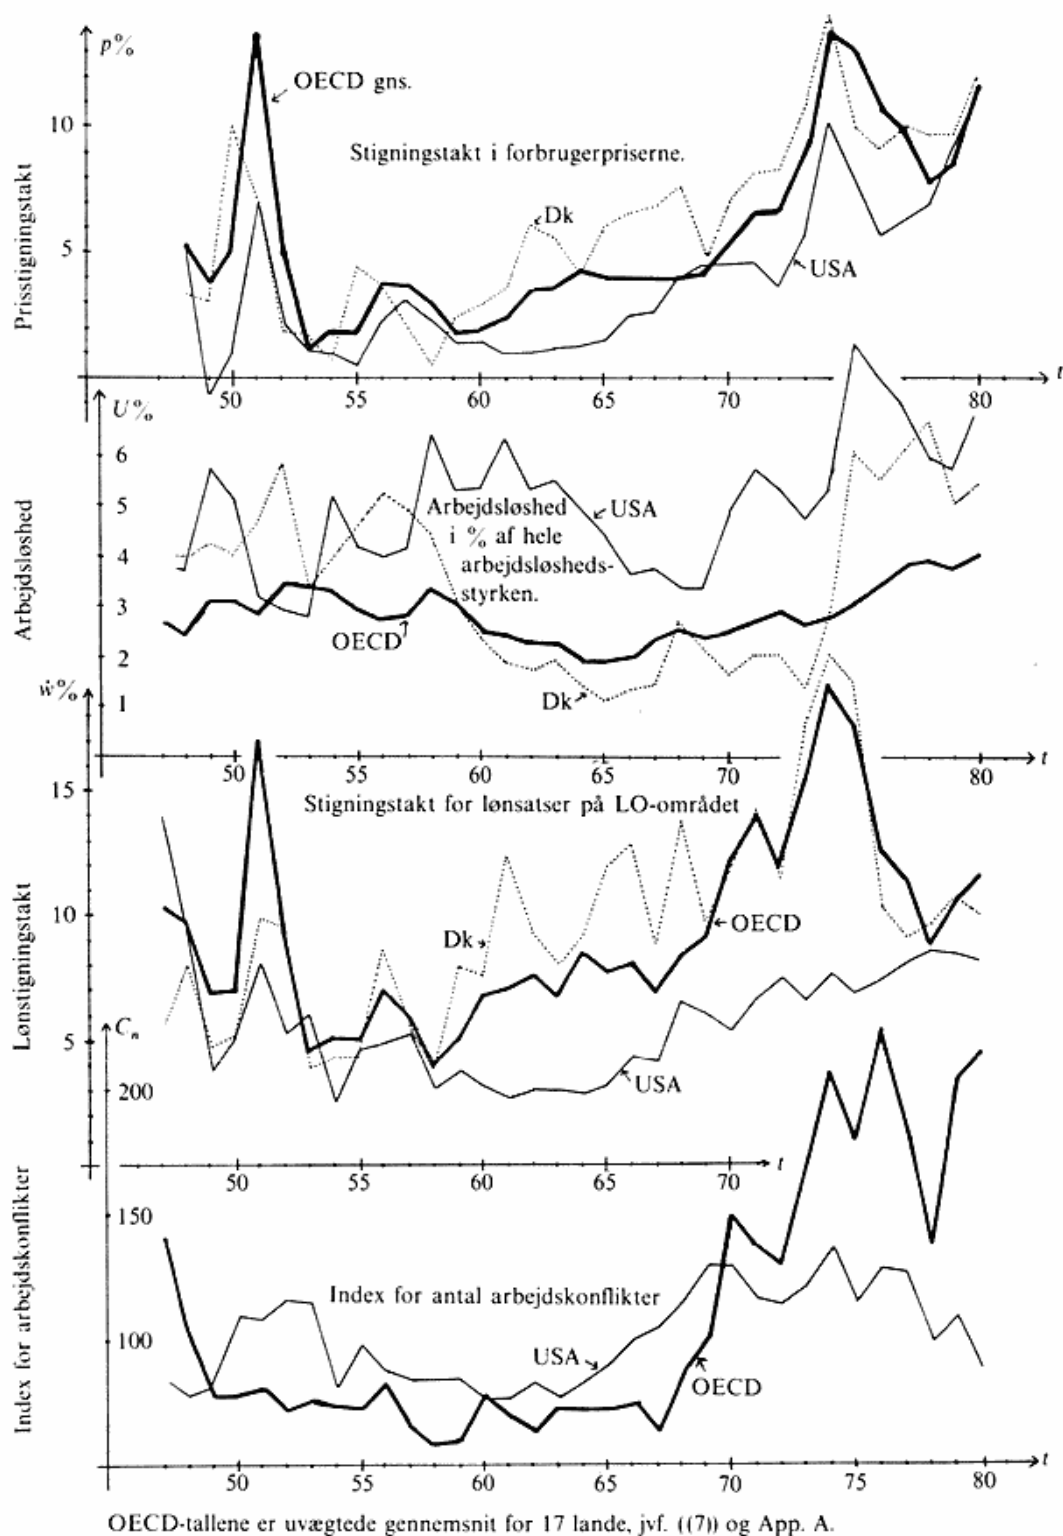 p%
OECD gns.
10
Stigningstakt i forbrugerpriserne.
Dk
5
USA
Prisstigningstakt
50 55 60 65 70 80 t
U%
6
5
4
3
2
1
Arbejdsløshed
i % af hele
arbejdsløsheds-
styrken.
USA
OECD
Dk
Arbejdsløshed
ẇ%
50 55 60 65 70 80 t
15
Stigningstakt for lønsatser på LO-området
10
Dk
OECD
5
USA
Lønstigningstakt
Cₙ
200
50 55 60 65 70 t
150
Index for antal arbejdskonflikter
100
USA
OECD
Index for arbejdskonflikter
50 55 60 65 70 75 80 t
OECD-tallene er uvægtede gennemsnit for 17 lande, jvf. ((7)) og App. A.